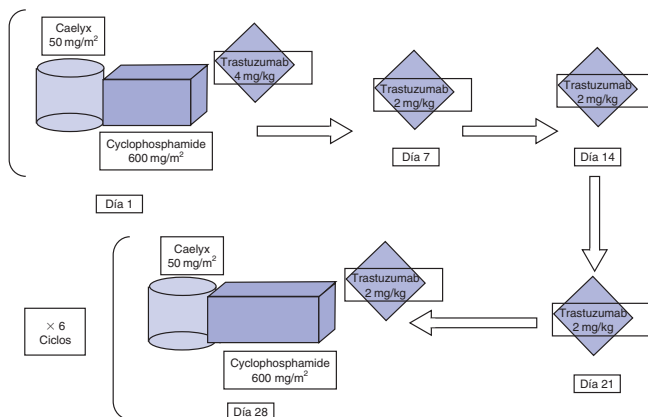 Caelyx
50 mg/m²
Trastuzumab
4 mg/kg
Cyclophosphamide
600 mg/m²
Día 1
Trastuzumab
2 mg/kg
Día 7
Trastuzumab
2 mg/kg
Día 14
Trastuzumab
2 mg/kg
Día 21
Caelyx
50 mg/m²
Trastuzumab
2 mg/kg
Cyclophosphamide
600 mg/m²
Día 28
× 6
Ciclos